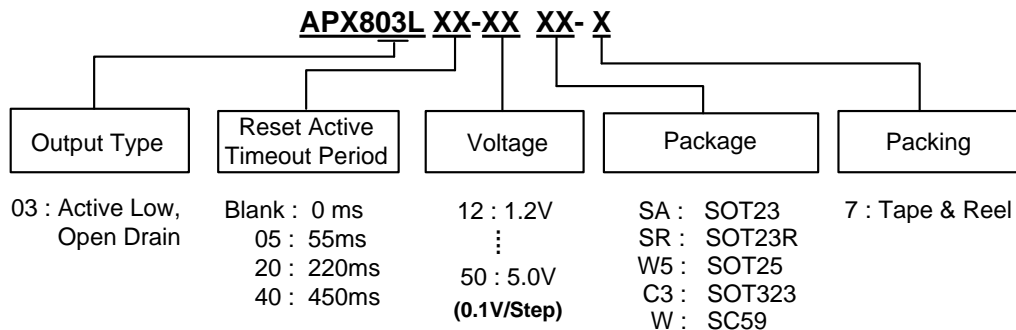 APX803L XX-XX XX- X
Output Type
Reset Active
Timeout Period
Voltage
Package
Packing
03 : Active Low,
Open Drain
Blank : 0 ms
05 : 55ms
20 : 220ms
40 : 450ms
12 : 1.2V
⋮
50 : 5.0V
(0.1V/Step)
SA : SOT23
SR : SOT23R
W5 : SOT25
C3 : SOT323
W : SC59
7 : Tape & Reel